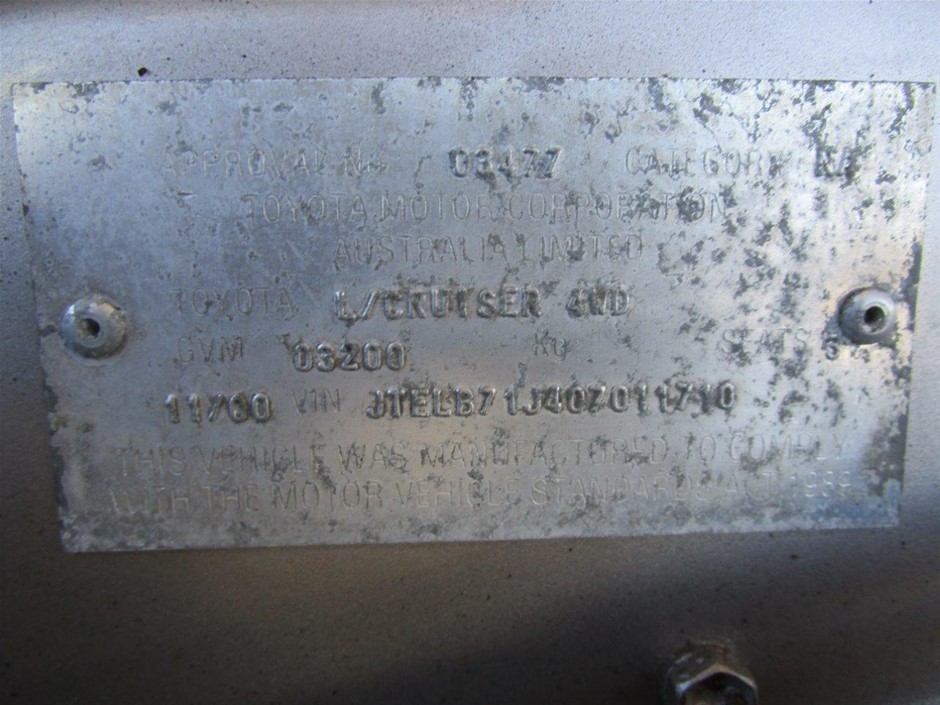 APPROVAL No 03477 CATEGORY NA
TOYOTA MOTOR CORPORATION
AUSTRALIA LIMITED
TOYOTA L/CRUISER 4WD
GVM 03200 KG SEATS
11/00 VIN JTELB71J407011710
THIS VEHICLE WAS MANUFACTURED TO COMPLY
WITH THE MOTOR VEHICLE STANDARDS ACT 1989